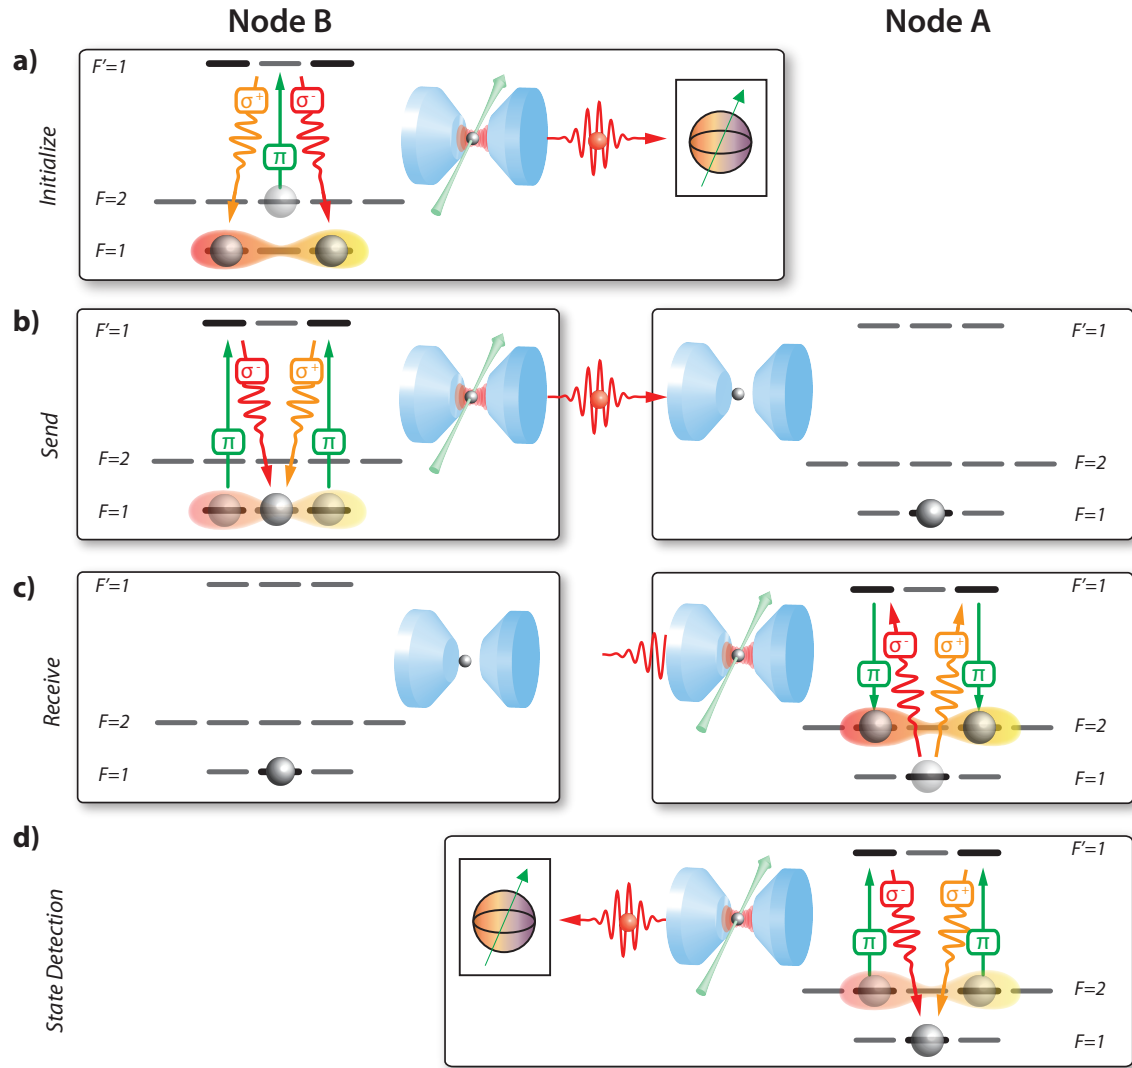 Node B
Node A
a)
Initialize
F'=1
σ⁺
σ⁻
π
F=2
F=1
b)
Send
F'=1
σ⁻
σ⁺
π
π
F=2
F=1
F'=1
F=2
F=1
c)
Receive
F'=1
F=2
F=1
F'=1
σ⁻
σ⁺
π
π
F=2
F=1
d)
State Detection
F'=1
σ⁻
σ⁺
π
π
F=2
F=1